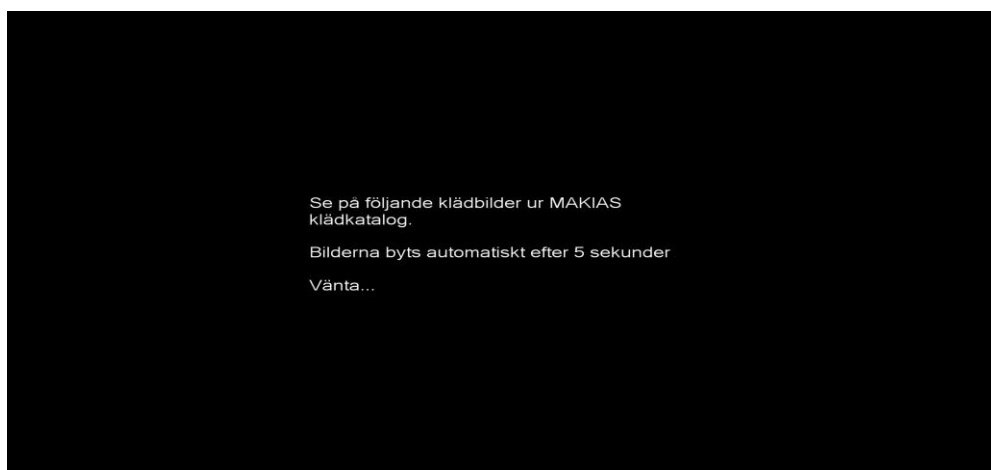 Se på följande klädbilder ur MAKIAS
klädkatalog.
Bilderna byts automatiskt efter 5 sekunder
Vänta...